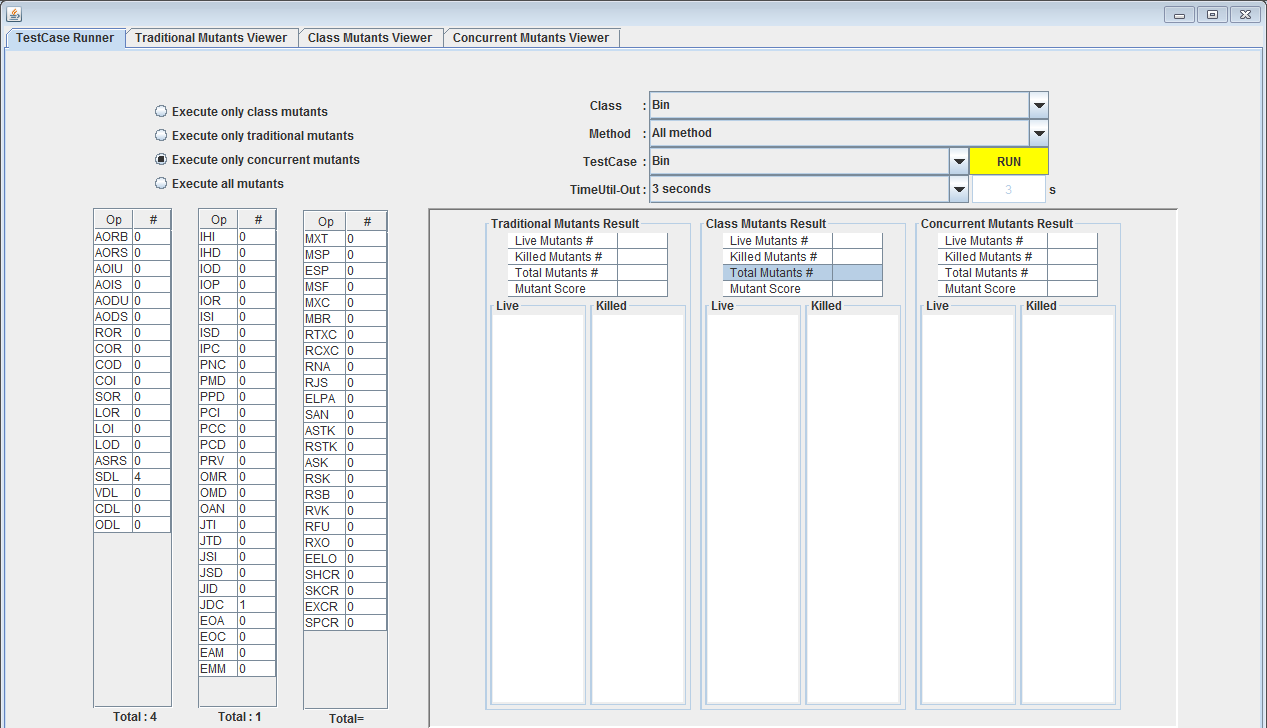 TestCase Runner Traditional Mutants Viewer Class Mutants Viewer Concurrent Mutants Viewer
Execute only class mutants
Execute only traditional mutants
Execute only concurrent mutants
Execute all mutants
Class : Bin
Method : All method
TestCase : Bin RUN
TimeUtil-Out : 3 seconds 3 s
Op #
AORB 0
AORS 0
AOIU 0
AOIS 0
AODU 0
AODS 0
ROR 0
COR 0
COD 0
COI 0
SOR 0
LOR 0
LOI 0
LOD 0
ASRS 0
SDL 4
VDL 0
CDL 0
ODL 0
Total : 4
Op #
IHI 0
IHD 0
IOD 0
IOP 0
IOR 0
ISI 0
ISD 0
IPC 0
PNC 0
PMD 0
PPD 0
PCI 0
PCC 0
PCD 0
PRV 0
OMR 0
OMD 0
OAN 0
JTI 0
JTD 0
JSI 0
JSD 0
JID 0
JDC 1
EOA 0
EOC 0
EAM 0
EMM 0
Total : 1
Op #
MXT 0
MSP 0
ESP 0
MSF 0
MXC 0
MBR 0
RTXC 0
RCXC 0
RNA 0
RJS 0
ELPA 0
SAN 0
ASTK 0
RSTK 0
ASK 0
RSK 0
RSB 0
RVK 0
RFU 0
RXO 0
EELO 0
SHCR 0
SKCR 0
EXCR 0
SPCR 0
Total=
Traditional Mutants Result
Live Mutants #
Killed Mutants #
Total Mutants #
Mutant Score
Live Killed
Class Mutants Result
Live Mutants #
Killed Mutants #
Total Mutants #
Mutant Score
Live Killed
Concurrent Mutants Result
Live Mutants #
Killed Mutants #
Total Mutants #
Mutant Score
Live Killed